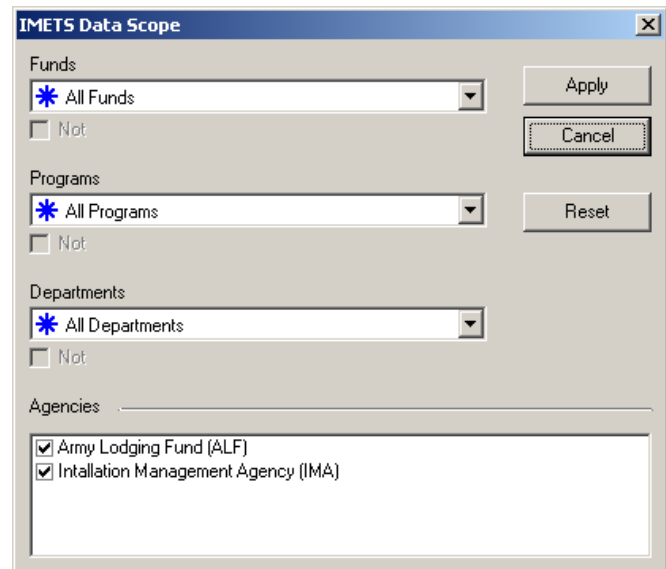 IMETS Data Scope
Funds
All Funds
Apply
Not
Cancel
Programs
All Programs
Reset
Not
Departments
All Departments
Not
Agencies
Army Lodging Fund (ALF)
Intallation Management Agency (IMA)